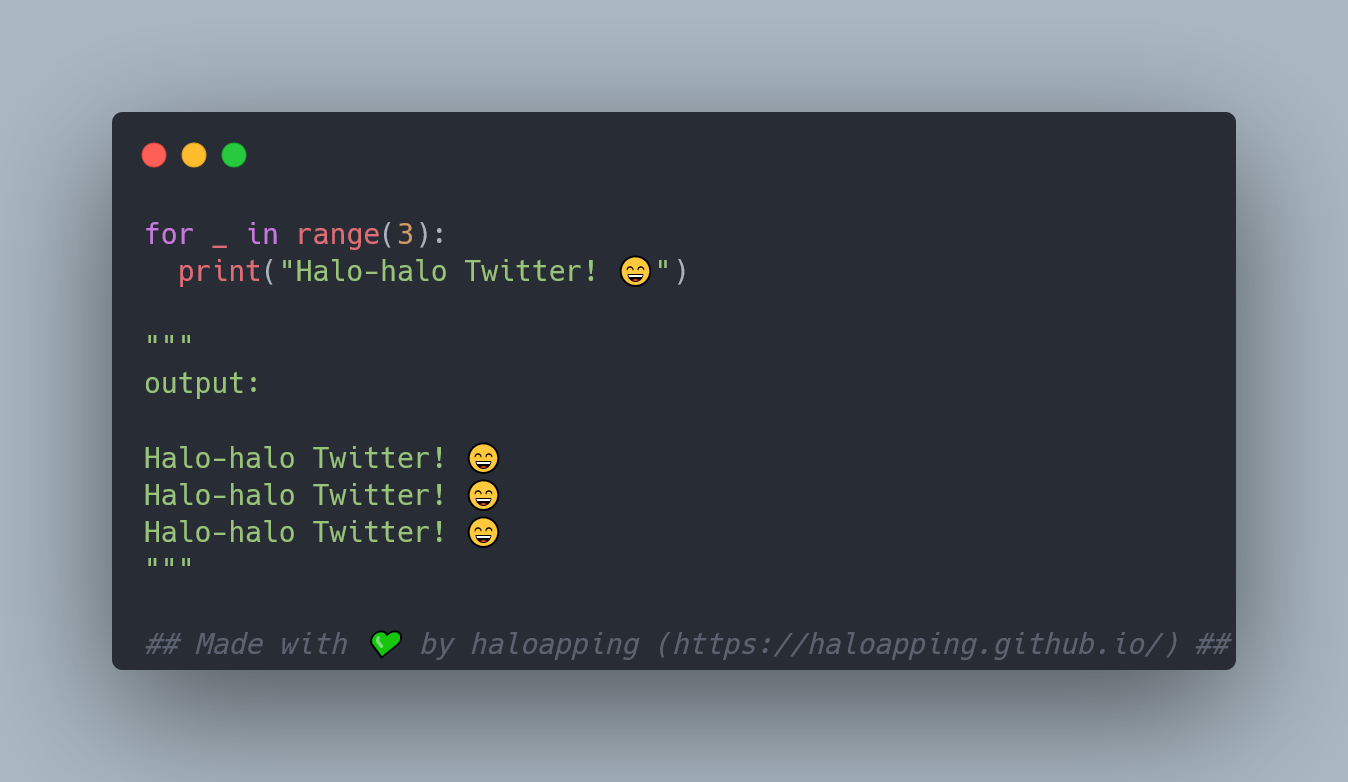 for _ in range(3):
  print("Halo-halo Twitter! 😄")
"""
output:
Halo-halo Twitter! 😄
Halo-halo Twitter! 😄
Halo-halo Twitter! 😄
"""
## Made with 💚 by haloapping (https://haloapping.github.io/) ##